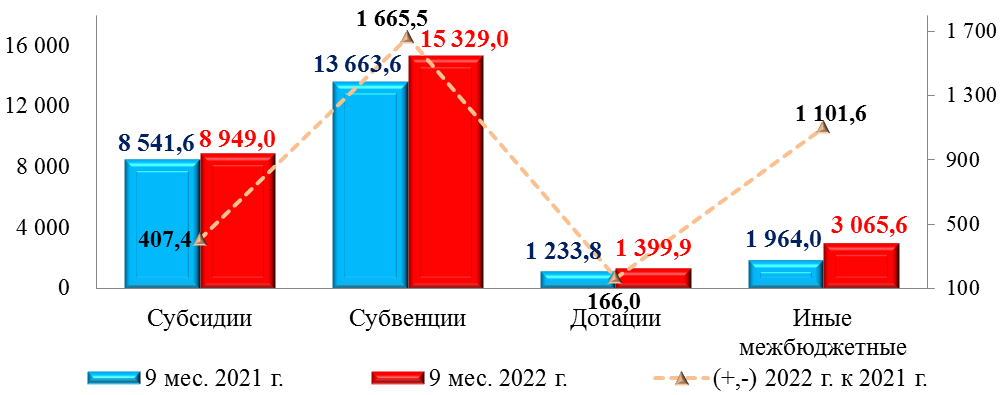 1 665,5
16 000
15 329,0
1 700
13 663,6
12 000
1 300
1 101,6
8 541,6
8 949,0
8 000
900
4 000
407,4
1 233,8
1 399,9
1 964,0
3 065,6
500
0
166,0
100
Субсидии
Субвенции
Дотации
Иные
межбюджетные
9 мес. 2021 г.
9 мес. 2022 г.
(+,-) 2022 г. к 2021 г.